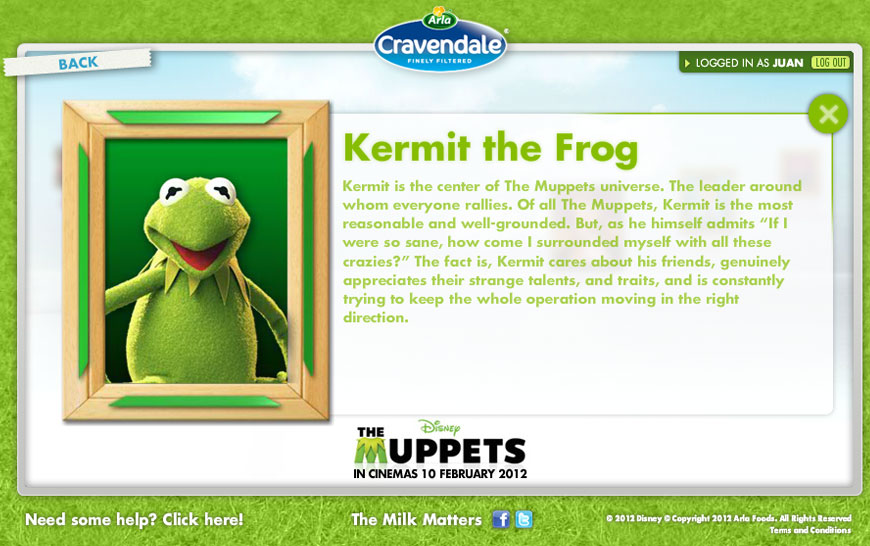 Arla
Cravendale
FINELY FILTERED
BACK
LOGGED IN AS JUAN LOG OUT
Kermit the Frog
Kermit is the center of The Muppets universe. The leader around
whom everyone rallies. Of all The Muppets, Kermit is the most
reasonable and well-grounded. But, as he himself admits “If I
were so sane, how come I surrounded myself with all these
crazies?” The fact is, Kermit cares about his friends, genuinely
appreciates their strange talents, and traits, and is constantly
trying to keep the whole operation moving in the right
direction.
Disney
THE
MUPPETS
IN CINEMAS 10 FEBRUARY 2012
Need some help? Click here!
The Milk Matters
© 2012 Disney © Copyright 2012 Arla Foods. All Rights Reserved
Terms and Conditions